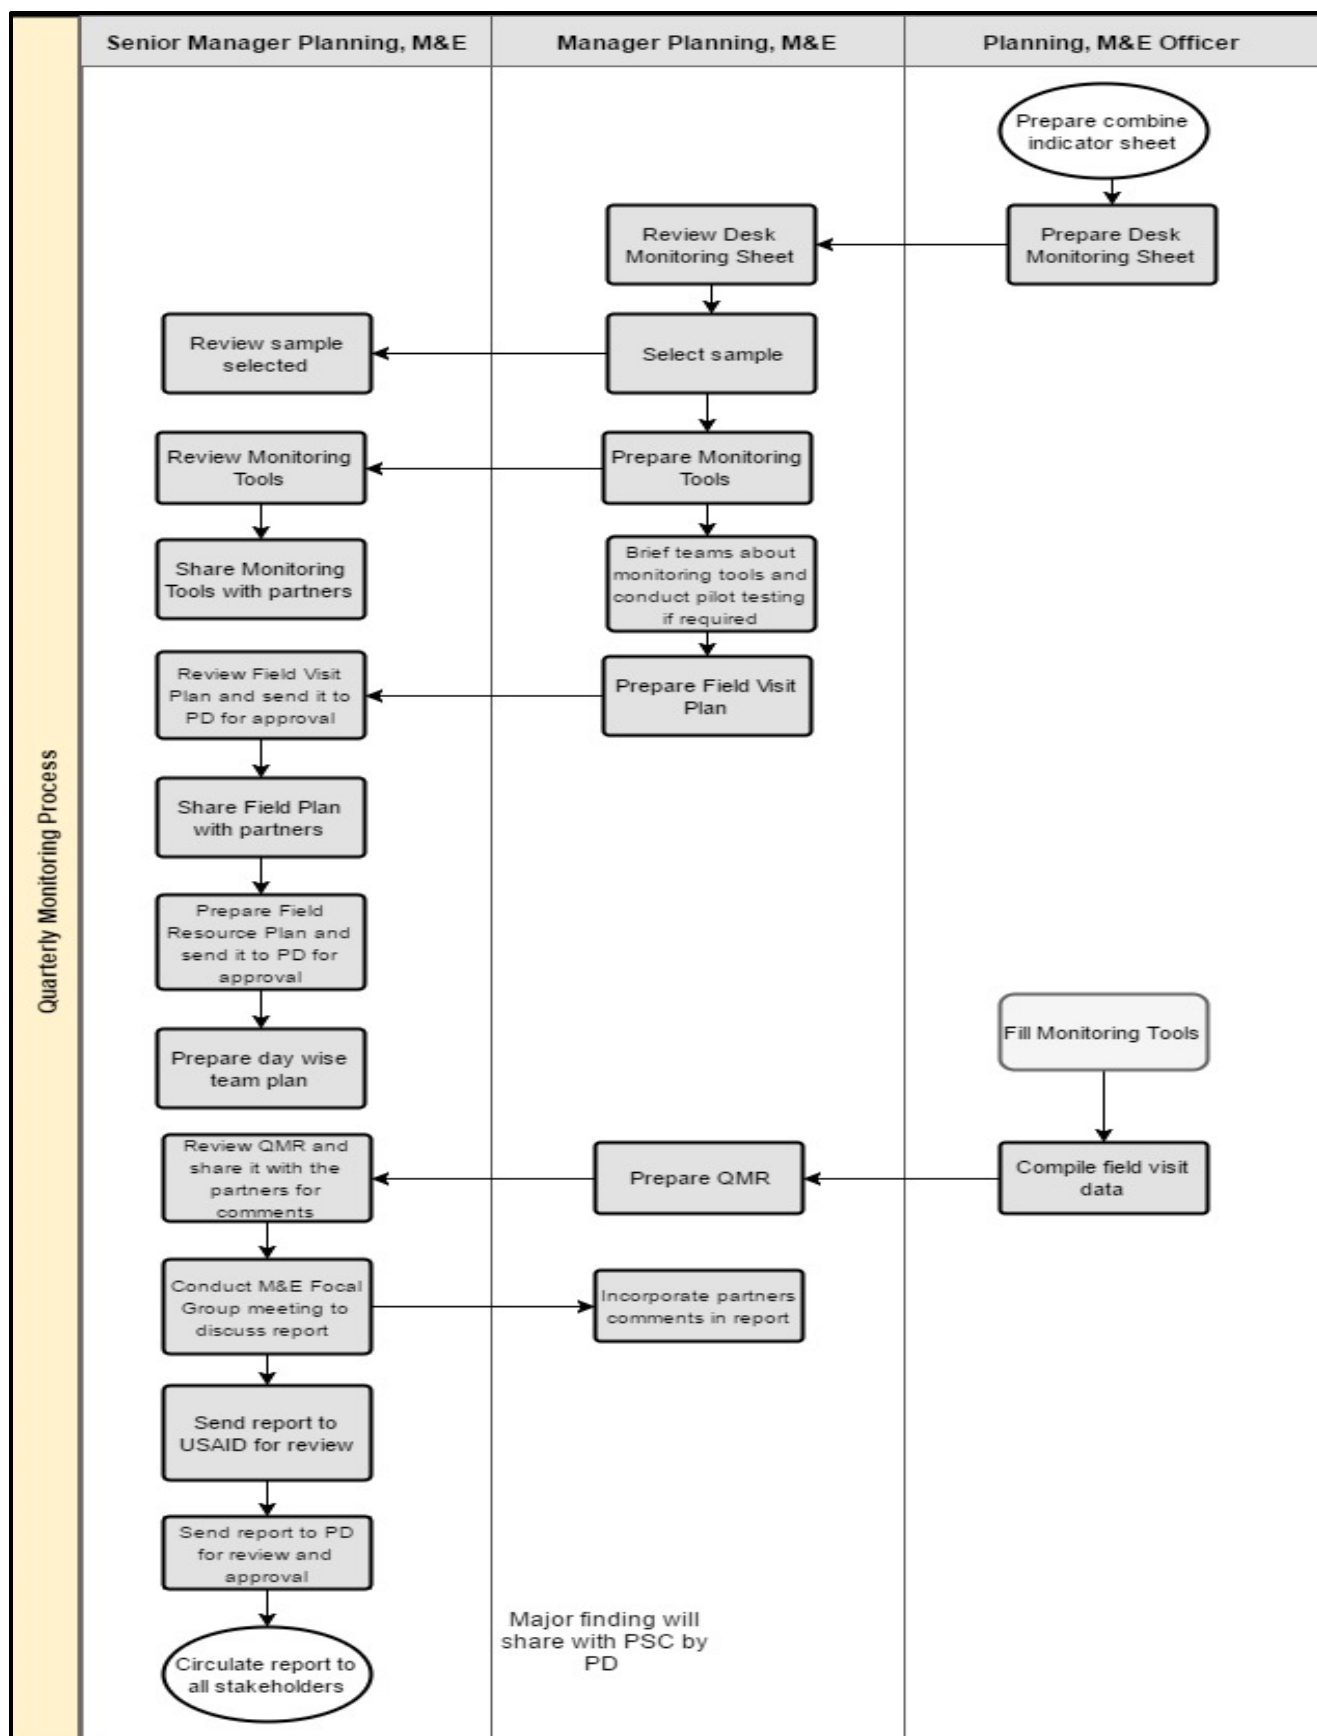 Senior Manager Planning, M&E
Manager Planning, M&E
Planning, M&E Officer
Quarterly Monitoring Process
Prepare combine
indicator sheet
Review Desk
Monitoring Sheet
Prepare Desk
Monitoring Sheet
Review sample
selected
Select sample
Review Monitoring
Tools
Prepare Monitoring
Tools
Share Monitoring
Tools with partners
Brief teams about
monitoring tools and
conduct pilot testing
if required
Review Field Visit
Plan and send it to
PD for approval
Prepare Field Visit
Plan
Share Field Plan
with partners
Prepare Field
Resource Plan and
send it to PD for
approval
Prepare day wise
team plan
Fill Monitoring Tools
Review QMR and
share it with the
partners for
comments
Prepare QMR
Compile field visit
data
Conduct M&E Focal
Group meeting to
discuss report
Incorporate partners
comments in report
Send report to
USAID for review
Send report to PD
for review and
approval
Major finding will
share with PSC by
PD
Circulate report to
all stakeholders